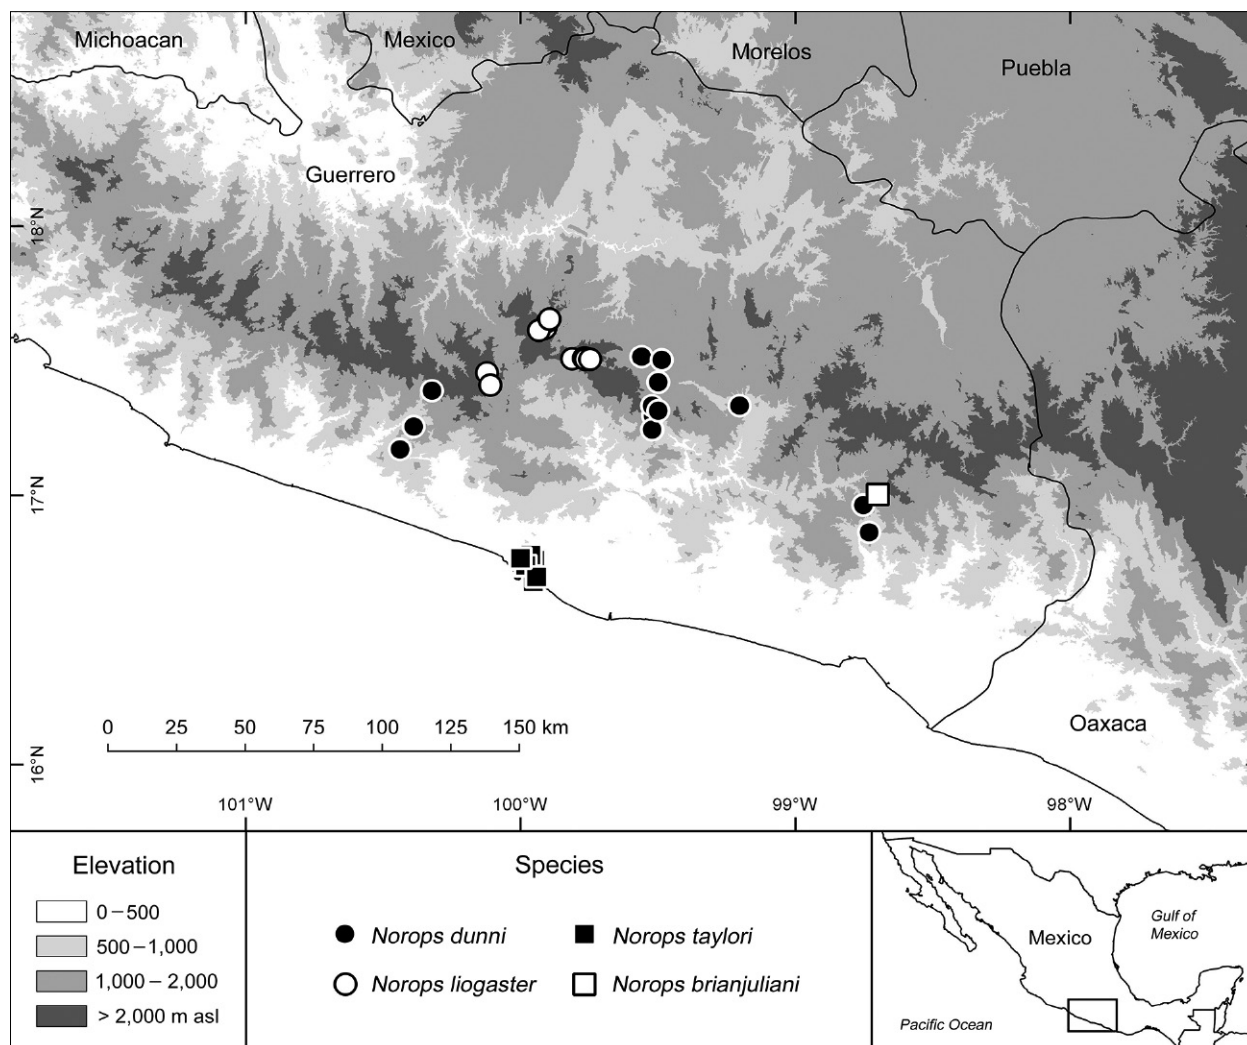 Michoacan
Mexico
Morelos
Puebla
Guerrero
18°N
17°N
0 25 50 75 100 125 150 km
Oaxaca
16°N
101°W 100°W 99°W 98°W
Elevation
0–500
500–1,000
1,000–2,000
> 2,000 m asl
Species
Norops dunni
Norops taylori
Norops liogaster
Norops brianjuliani
Gulf of
Mexico
Mexico
Pacific Ocean